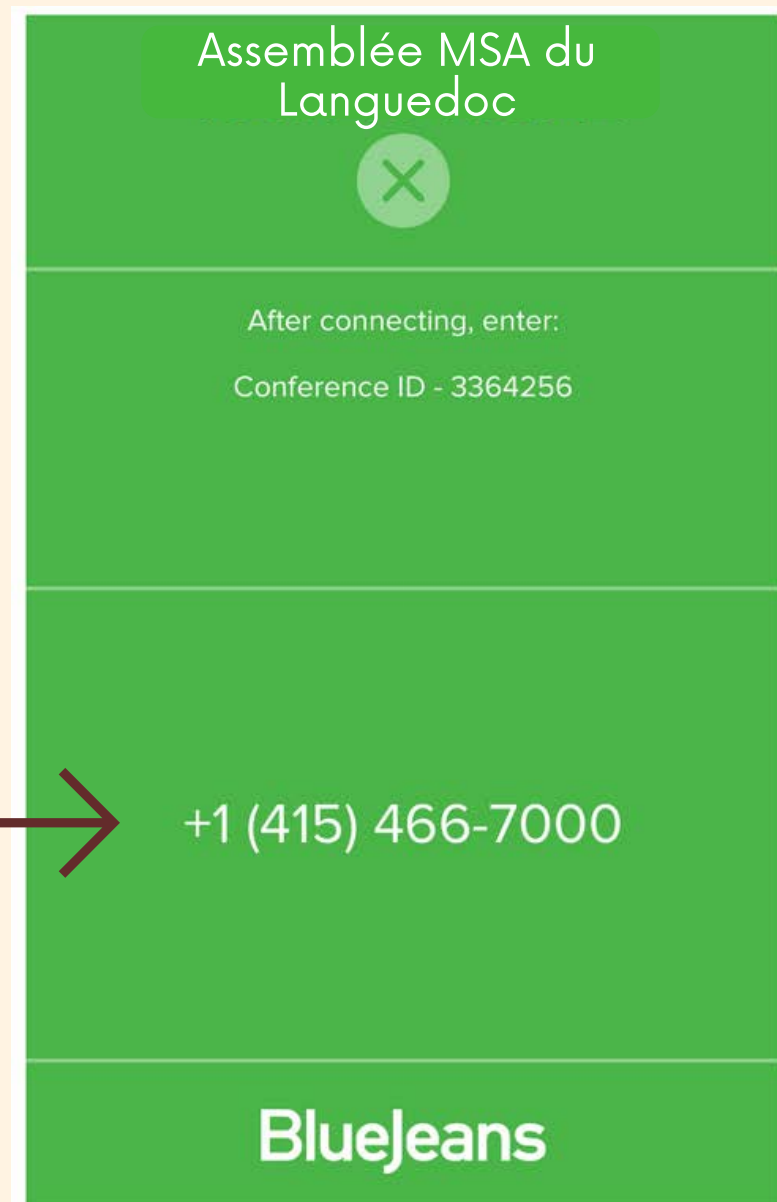 Assemblée MSA du
Languedoc
After connecting, enter:
Conference ID - 3364256
+1 (415) 466-7000
BlueJeans